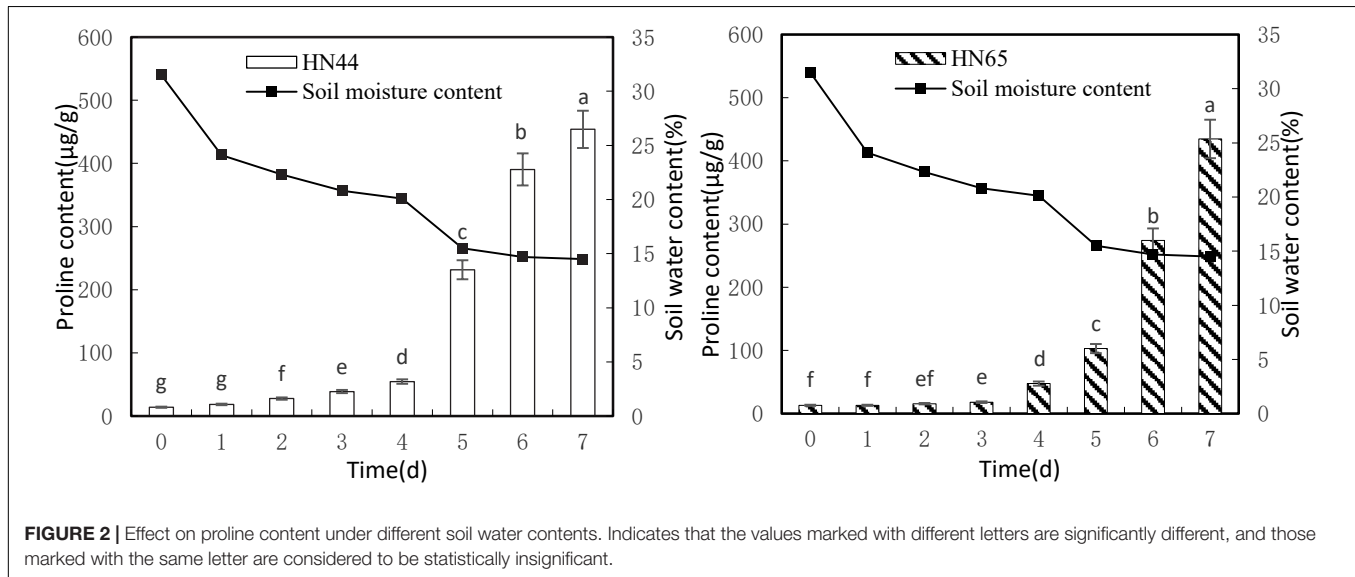 600
500
400
300
200
100
0
Proline content(µg/g)
HN44
Soil moisture content
g g f e d c b a
0 1 2 3 4 5 6 7
Time(d)
35
30
25
20
15
10
5
0
Soil water content(%)
600
500
400
300
200
100
0
Proline content(µg/g)
HN65
Soil moisture content
f f ef e d c b a
0 1 2 3 4 5 6 7
Time(d)
35
30
25
20
15
10
5
0
Soil water content(%)
FIGURE 2 | Effect on proline content under different soil water contents. Indicates that the values marked with different letters are significantly different, and those
marked with the same letter are considered to be statistically insignificant.